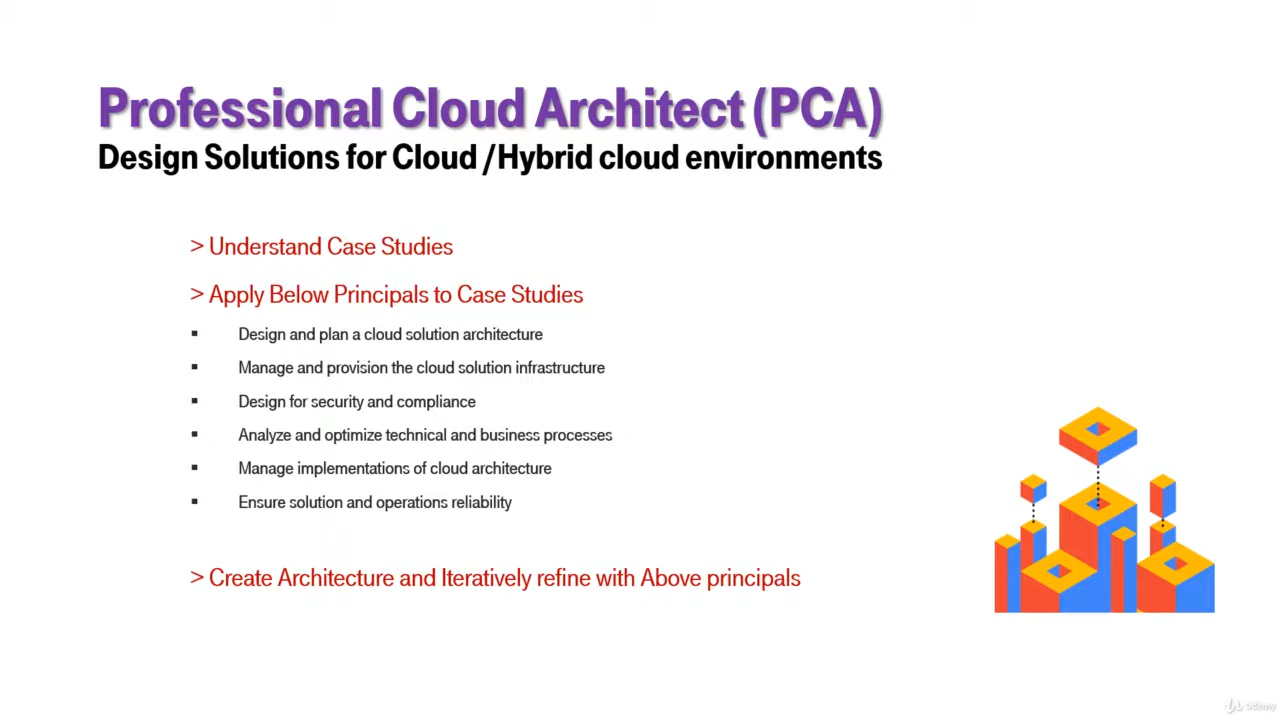 Professional Cloud Architect (PCA)
Design Solutions for Cloud /Hybrid cloud environments
> Understand Case Studies
> Apply Below Principals to Case Studies
▪ Design and plan a cloud solution architecture
▪ Manage and provision the cloud solution infrastructure
▪ Design for security and compliance
▪ Analyze and optimize technical and business processes
▪ Manage implementations of cloud architecture
▪ Ensure solution and operations reliability
> Create Architecture and Iteratively refine with Above principals
Udemy